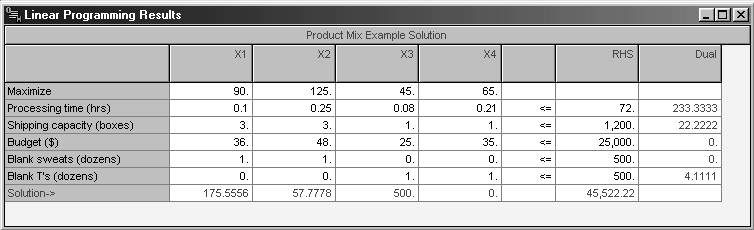 Linear Programming Results
Product Mix Example Solution
X1 X2 X3 X4 RHS Dual
Maximize 90. 125. 45. 65.
Processing time (hrs) 0.1 0.25 0.08 0.21 <= 72. 233.3333
Shipping capacity (boxes) 3. 3. 1. 1. <= 1,200. 22.2222
Budget ($) 36. 48. 25. 35. <= 25,000. 0.
Blank sweats (dozens) 1. 1. 0. 0. <= 500. 0.
Blank T's (dozens) 0. 0. 1. 1. <= 500. 4.1111
Solution-> 175.5556 57.7778 500. 0. 45,522.22